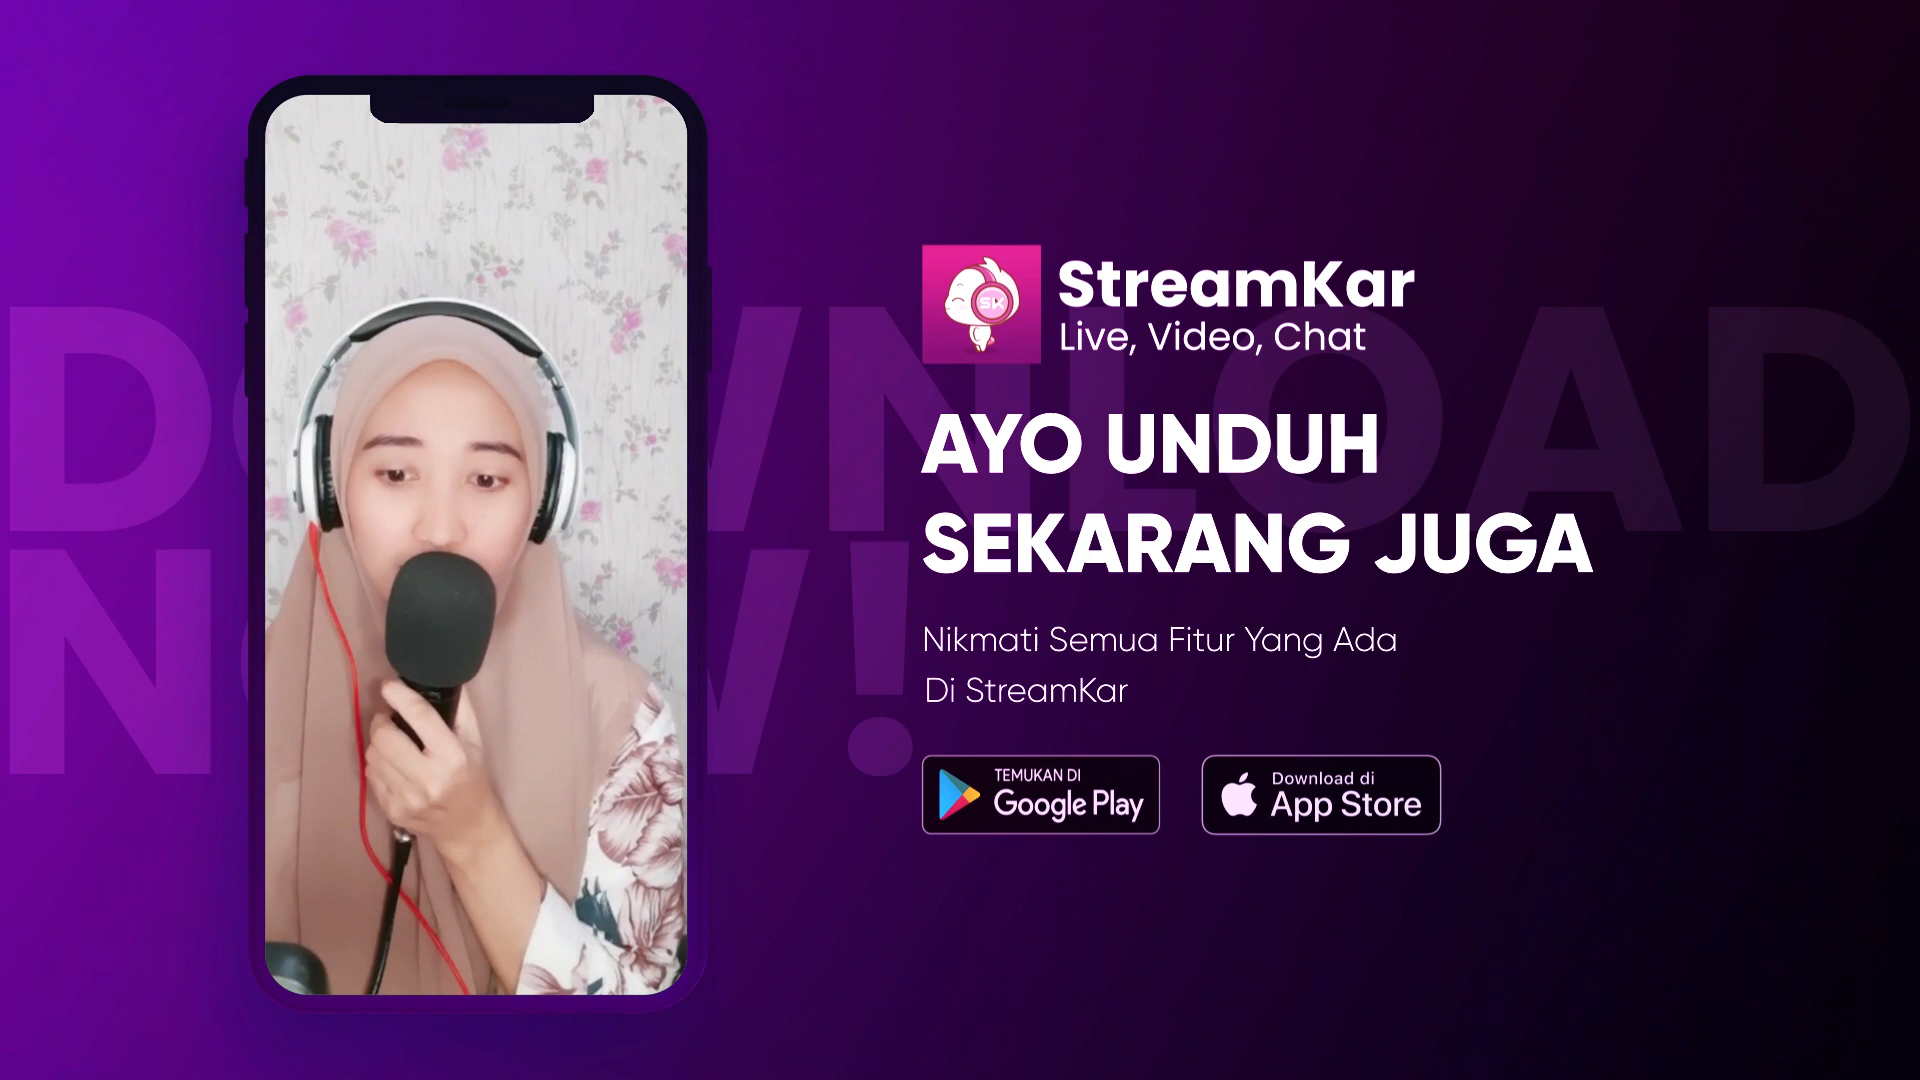 DOWNLOAD
NOW!
SK
StreamKar
Live, Video, Chat
AYO UNDUH
SEKARANG JUGA
Nikmati Semua Fitur Yang Ada
Di StreamKar
TEMUKAN DI
Google Play
Download di
App Store